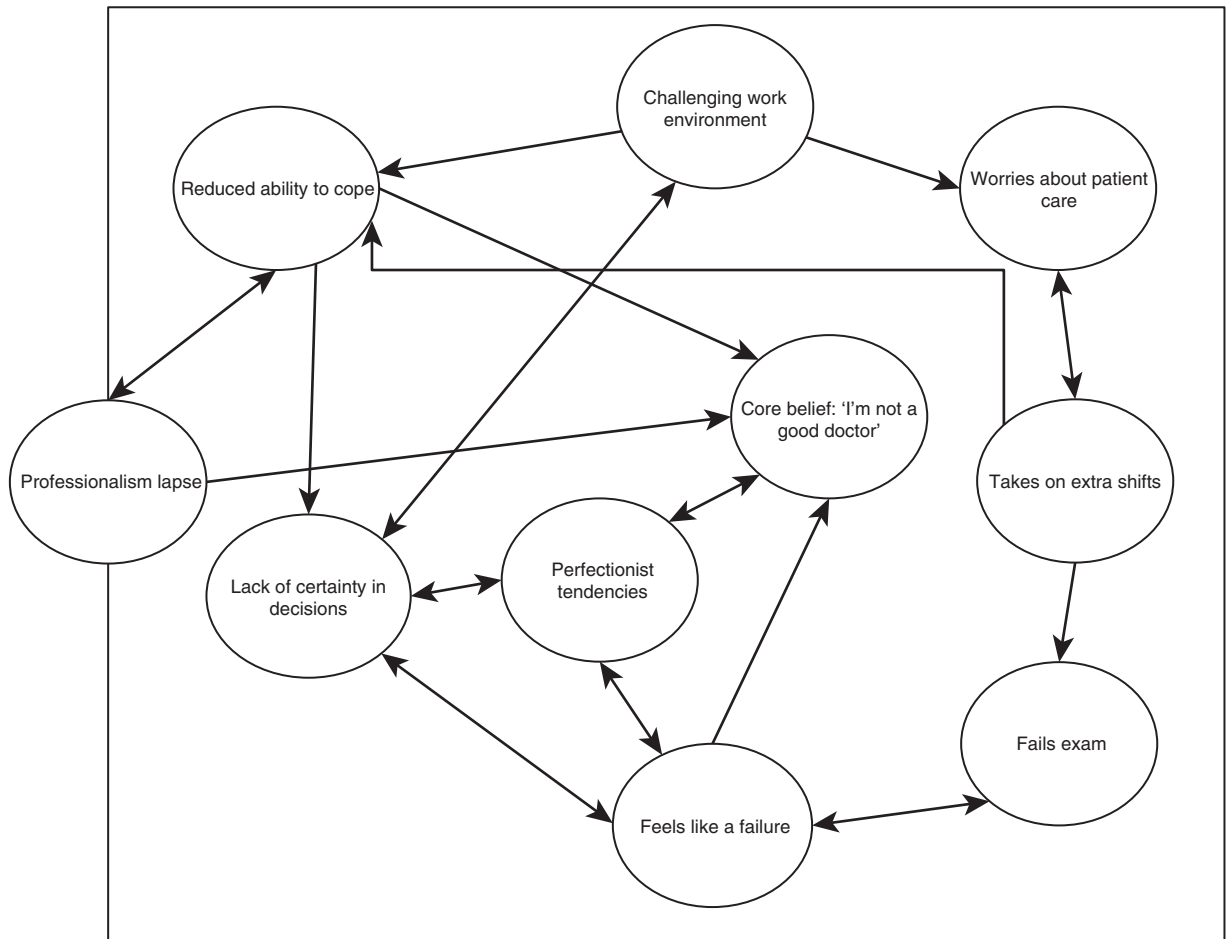 Challenging work
environment
Reduced ability to cope
Worries about patient
care
Core belief: ‘I’m not a
good doctor’
Professionalism lapse
Takes on extra shifts
Lack of certainty in
decisions
Perfectionist
tendencies
Fails exam
Feels like a failure